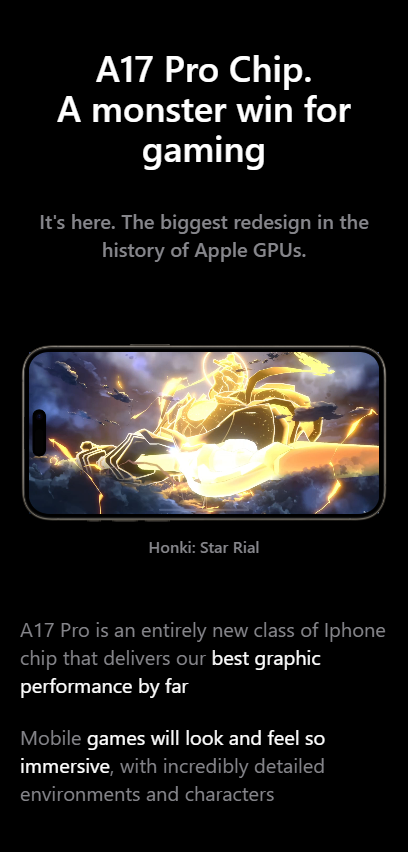 A17 Pro Chip.
A monster win for
gaming
It's here. The biggest redesign in the
history of Apple GPUs.
Honki: Star Rial
A17 Pro is an entirely new class of Iphone
chip that delivers our best graphic
performance by far
Mobile games will look and feel so
immersive, with incredibly detailed
environments and characters